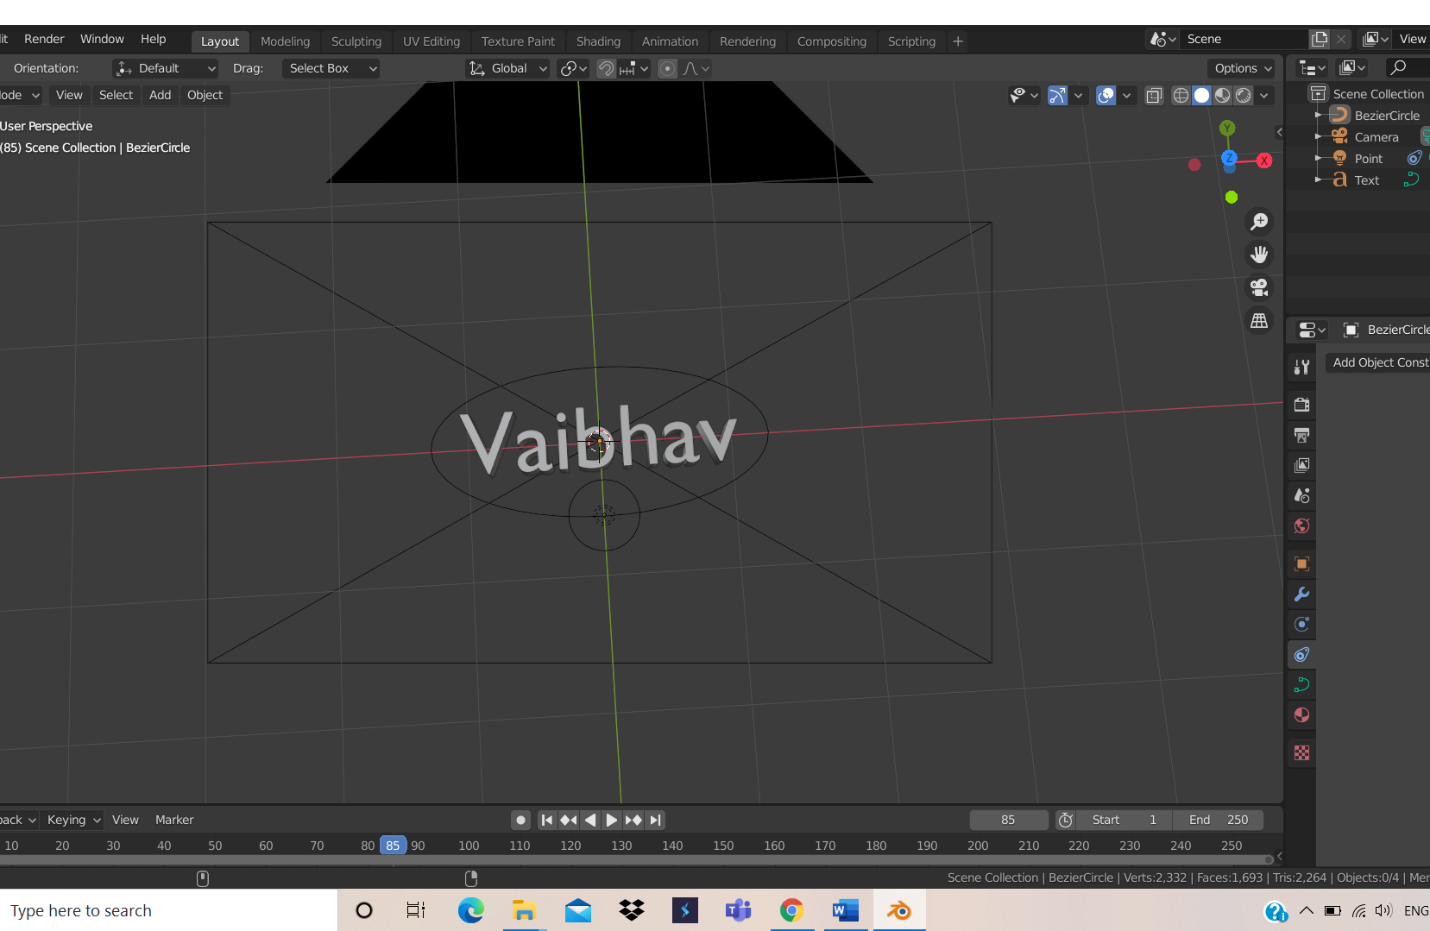 it Render Window Help Layout Modeling Sculpting UV Editing Texture Paint Shading Animation Rendering Compositing Scripting + Scene View
Orientation: Default Drag: Select Box Global Options
ode View Select Add Object
User Perspective
(85) Scene Collection | BezierCircle
Scene Collection
BezierCircle
Camera
Point
Text
Y
Z
X
Vaibhav
BezierCircle
Add Object Const
back Keying View Marker 85 Start 1 End 250
10 20 30 40 50 60 70 80 85 90 100 110 120 130 140 150 160 170 180 190 200 210 220 230 240 250
Scene Collection | BezierCircle | Verts:2,332 | Faces:1,693 | Tris:2,264 | Objects:0/4 | Mer
Type here to search ENG